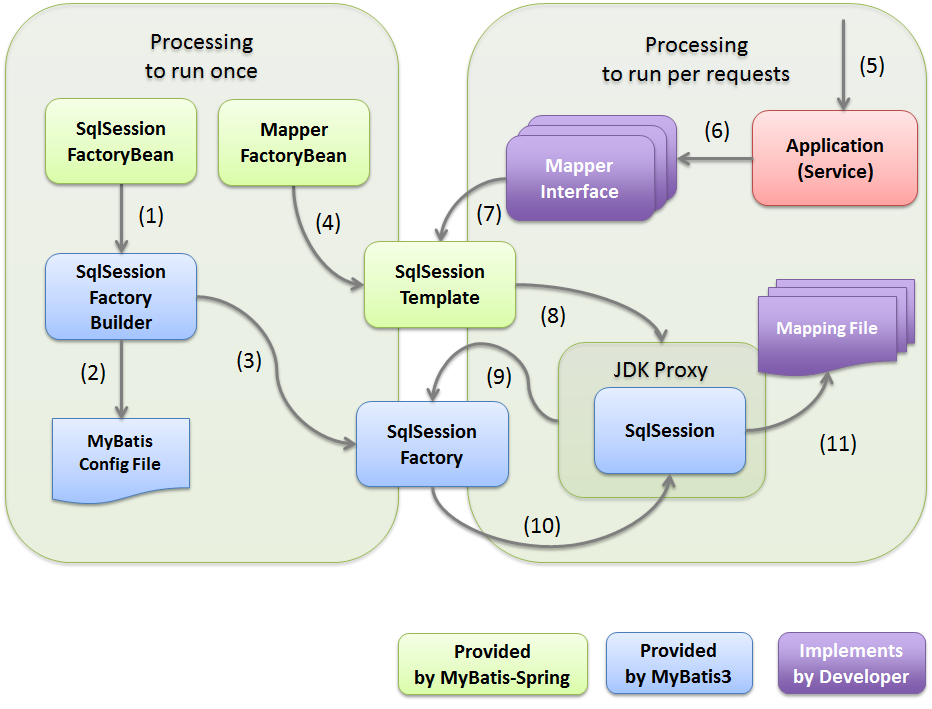 Processing
to run once
Processing
to run per requests
(5)
SqlSession
FactoryBean
Mapper
FactoryBean
Mapper
Interface
(6)
Application
(Service)
(1)
(4)
(7)
SqlSession
Factory
Builder
SqlSession
Template
(8)
Mapping File
(2)
(3)
(9)
JDK Proxy
SqlSession
(11)
MyBatis
Config File
SqlSession
Factory
(10)
Provided
by MyBatis-Spring
Provided
by MyBatis3
Implements
by Developer